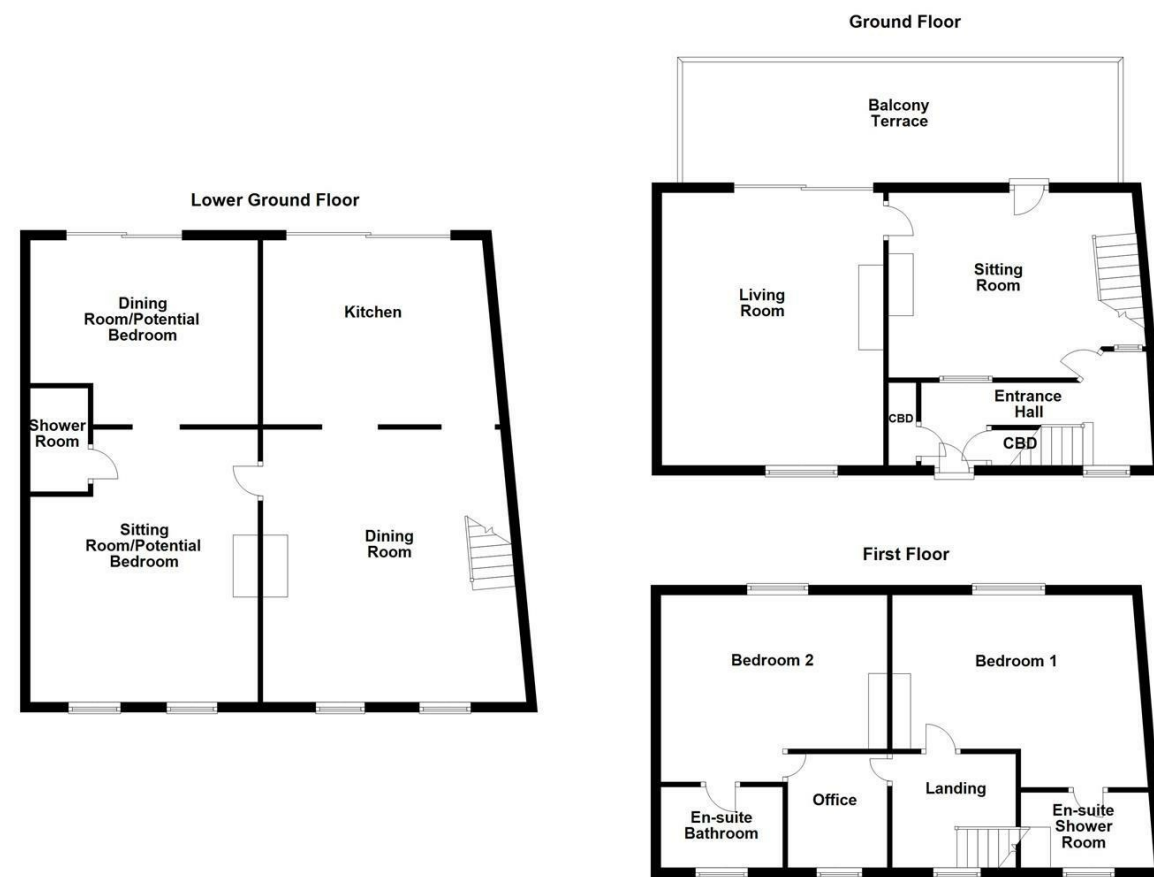 Lower Ground Floor
Dining
Room/Potential
Bedroom
Kitchen
Shower
Room
Sitting
Room/Potential
Bedroom
Dining
Room
Ground Floor
Balcony
Terrace
Living
Room
Sitting
Room
Entrance
Hall
CBD
CBD
First Floor
Bedroom 2
Bedroom 1
Office
Landing
En-suite
Bathroom
En-suite
Shower
Room